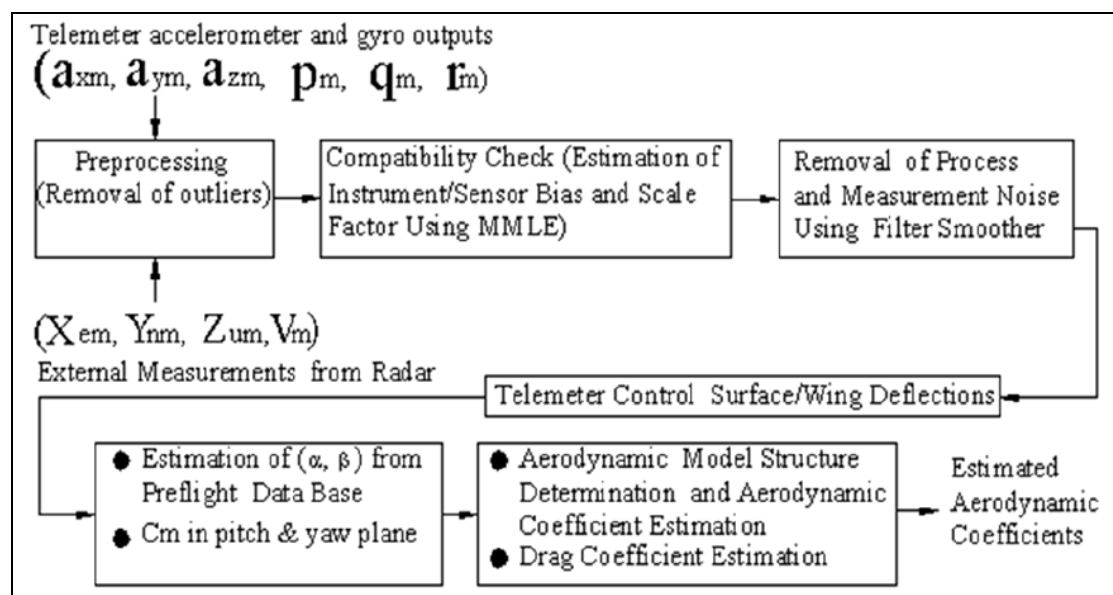 Telemeter accelerometer and gyro outputs
(axm, aym, azm, pm, qm, rm)
Preprocessing
(Removal of outliers)
Compatibility Check (Estimation of
Instrument/Sensor Bias and Scale
Factor Using MMLE)
Removal of Process
and Measurement Noise
Using Filter Smoother
(Xem, Ynm, Zum, Vm)
External Measurements from Radar
Telemeter Control Surface/Wing Deflections
● Estimation of (α, β) from
Preflight Data Base
● Cm in pitch & yaw plane
● Aerodynamic Model Structure
Determination and Aerodynamic
Coefficient Estimation
● Drag Coefficient Estimation
Estimated
Aerodynamic
Coefficients